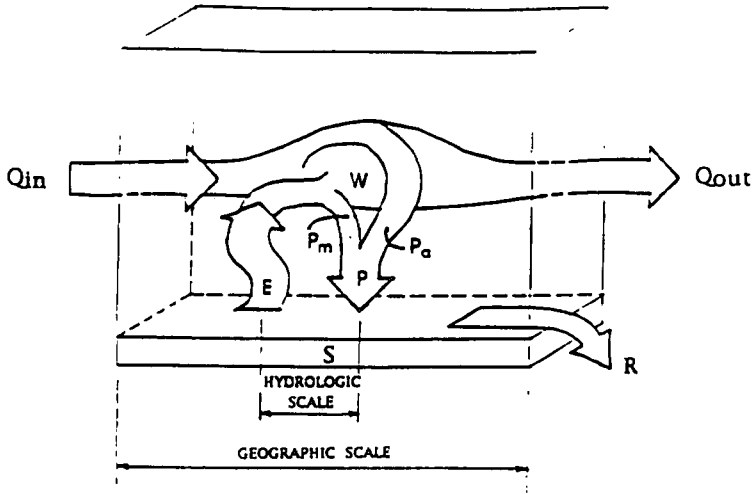 Qin
W
Qout
Pm
Pa
E
P
S
R
HYDROLOGIC
SCALE
GEOGRAPHIC SCALE